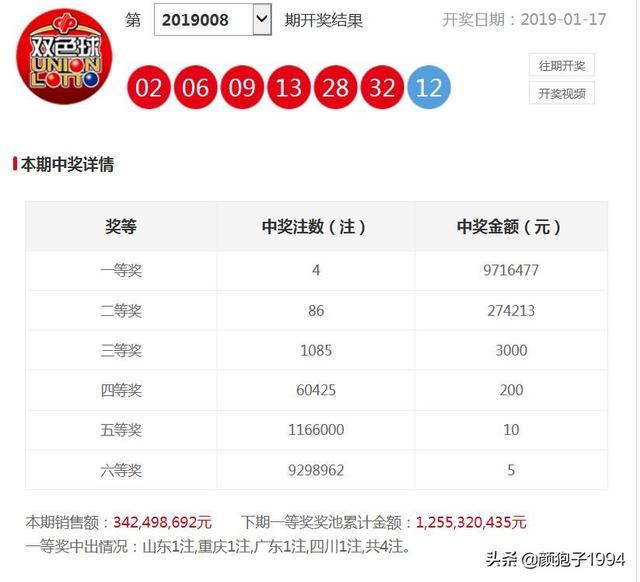 双色球
UNION
LOTTO
第 2019008 期开奖结果 开奖日期：2019-01-17
02 06 09 13 28 32 12
往期开奖
开奖视频
本期中奖详情
奖等 中奖注数（注） 中奖金额（元）
一等奖 4 9716477
二等奖 86 274213
三等奖 1085 3000
四等奖 60425 200
五等奖 1166000 10
六等奖 9298962 5
本期销售额：342,498,692元 下期一等奖奖池累计金额：1,255,320,435元
一等奖中出情况：山东1注,重庆1注,广东1注,四川1注,共4注。
头条 @颜狍子1994